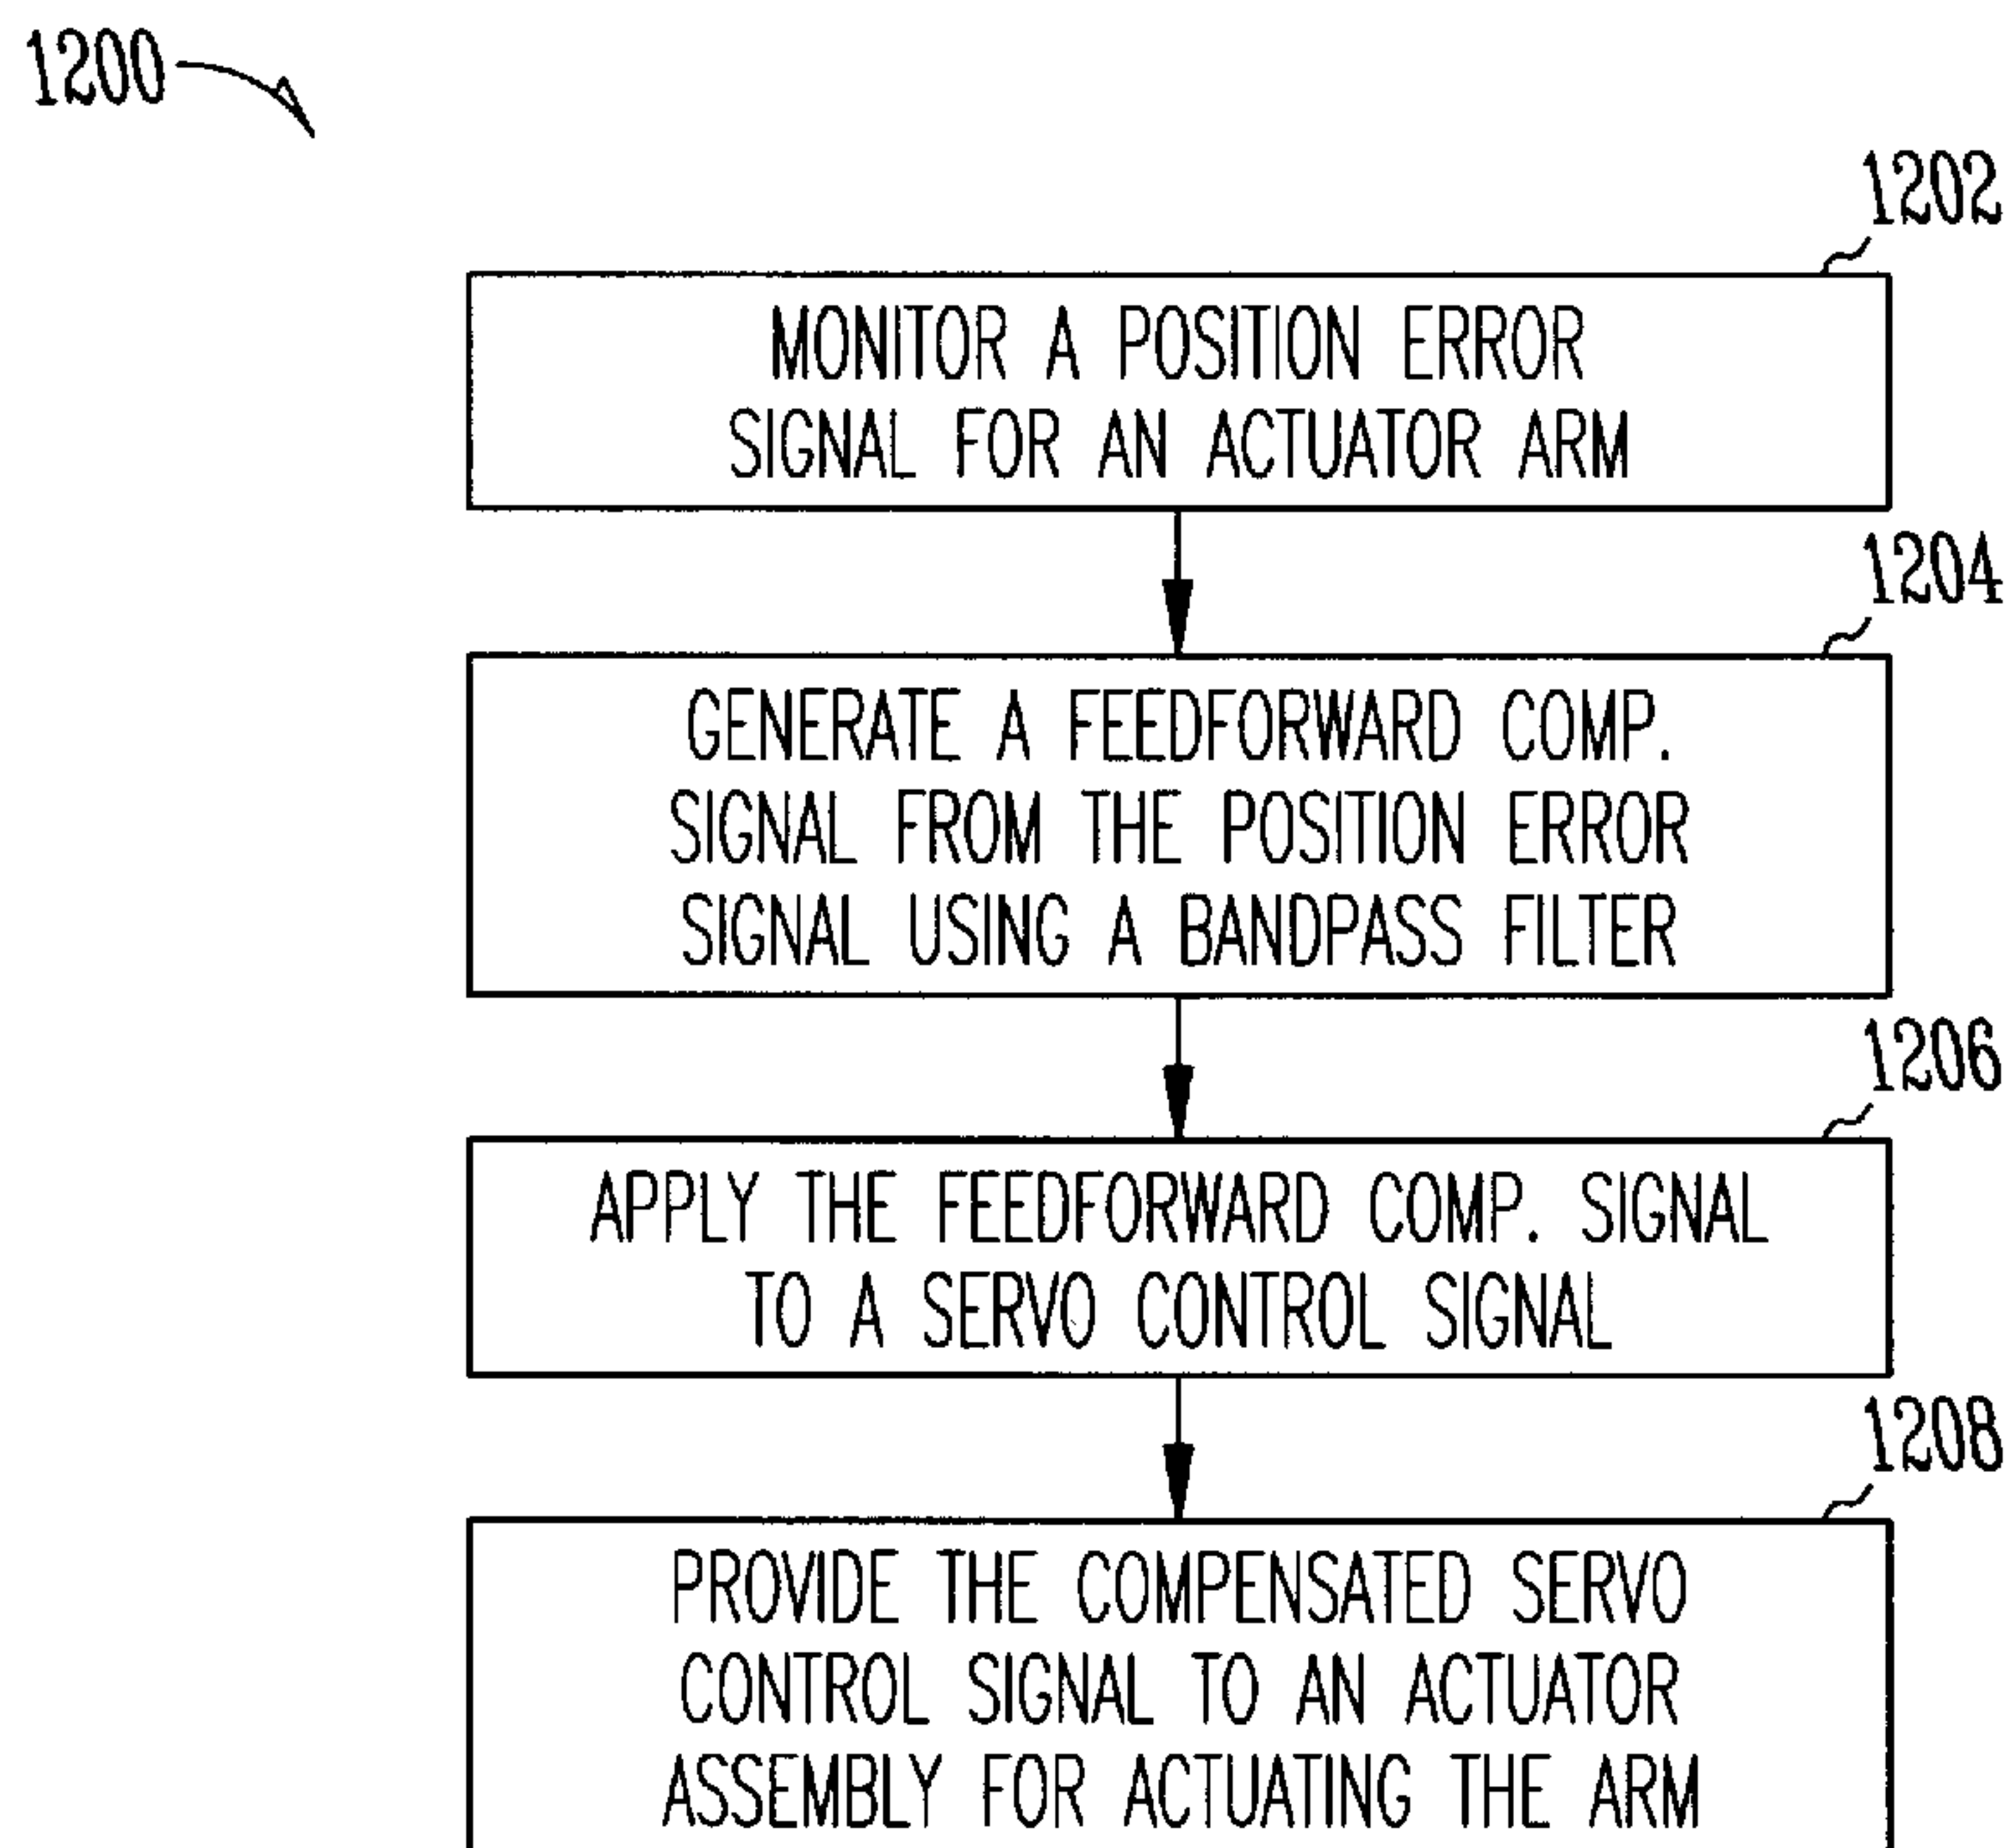 1200
1202
MONITOR A POSITION ERROR
SIGNAL FOR AN ACTUATOR ARM
1204
GENERATE A FEEDFORWARD COMP.
SIGNAL FROM THE POSITION ERROR
SIGNAL USING A BANDPASS FILTER
1206
APPLY THE FEEDFORWARD COMP. SIGNAL
TO A SERVO CONTROL SIGNAL
1208
PROVIDE THE COMPENSATED SERVO
CONTROL SIGNAL TO AN ACTUATOR
ASSEMBLY FOR ACTUATING THE ARM